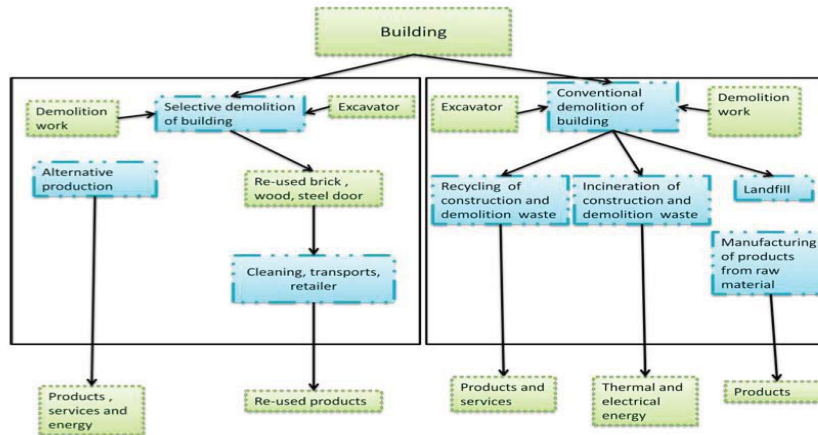 Building
Demolition
work
Selective demolition
of building
Excavator
Alternative
production
Re-used brick ,
wood, steel door
Cleaning, transports,
retailer
Products ,
services and
energy
Re-used products
Excavator
Conventional
demolition of
building
Demolition
work
Recycling of
construction and
demolition waste
Incineration of
construction and
demolition waste
Landfill
Manufacturing
of products
from raw
material
Products and
services
Thermal and
electrical
energy
Products